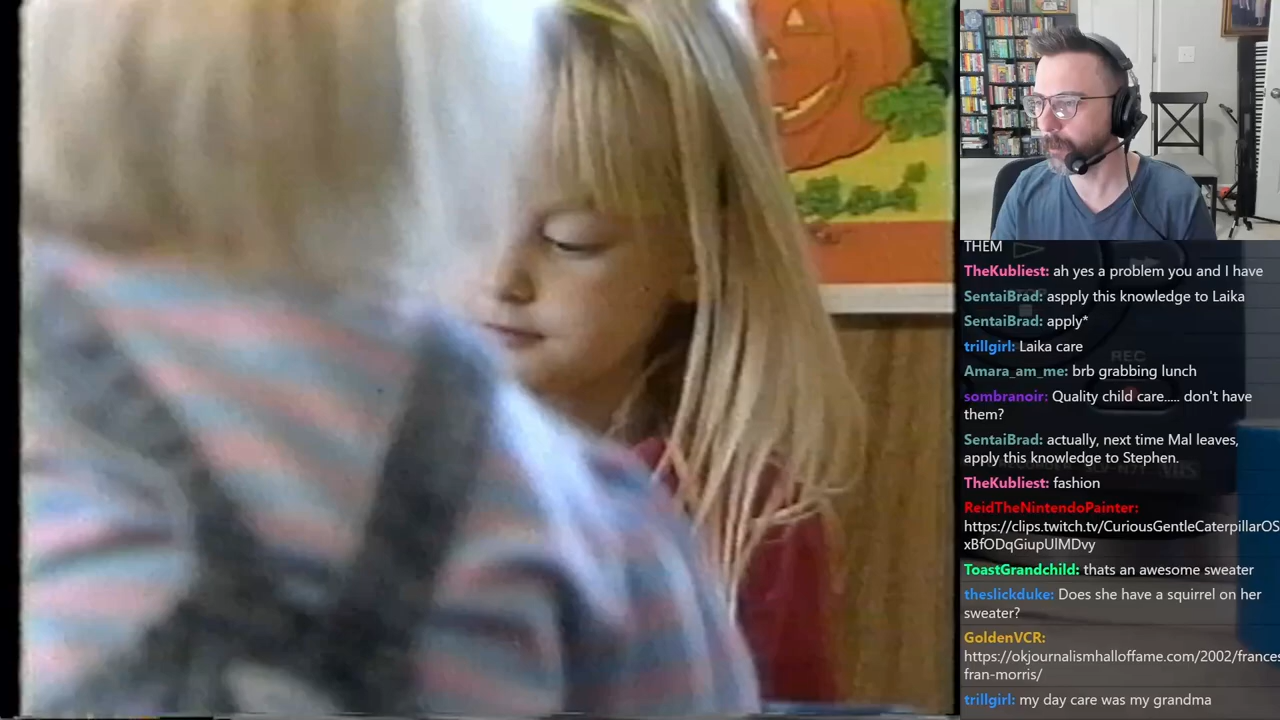 THEM
TheKubliest: ah yes a problem you and I have
SentaiBrad: aspply this knowledge to Laika
SentaiBrad: apply*
trillgirl: Laika care
REC
Amara_am_me: brb grabbing lunch
sombranoir: Quality child care..... don't have
them?
SentaiBrad: actually, next time Mal leaves,
apply this knowledge to Stephen.
TheKubliest: fashion
ReidTheNintendoPainter:
https://clips.twitch.tv/CuriousGentleCaterpillarOS
xBfODqGiupUlMDvy
ToastGrandchild: thats an awesome sweater
theslickduke: Does she have a squirrel on her
sweater?
GoldenVCR:
https://okjournalismhalloffame.com/2002/frances
fran-morris/
trillgirl: my day care was my grandma